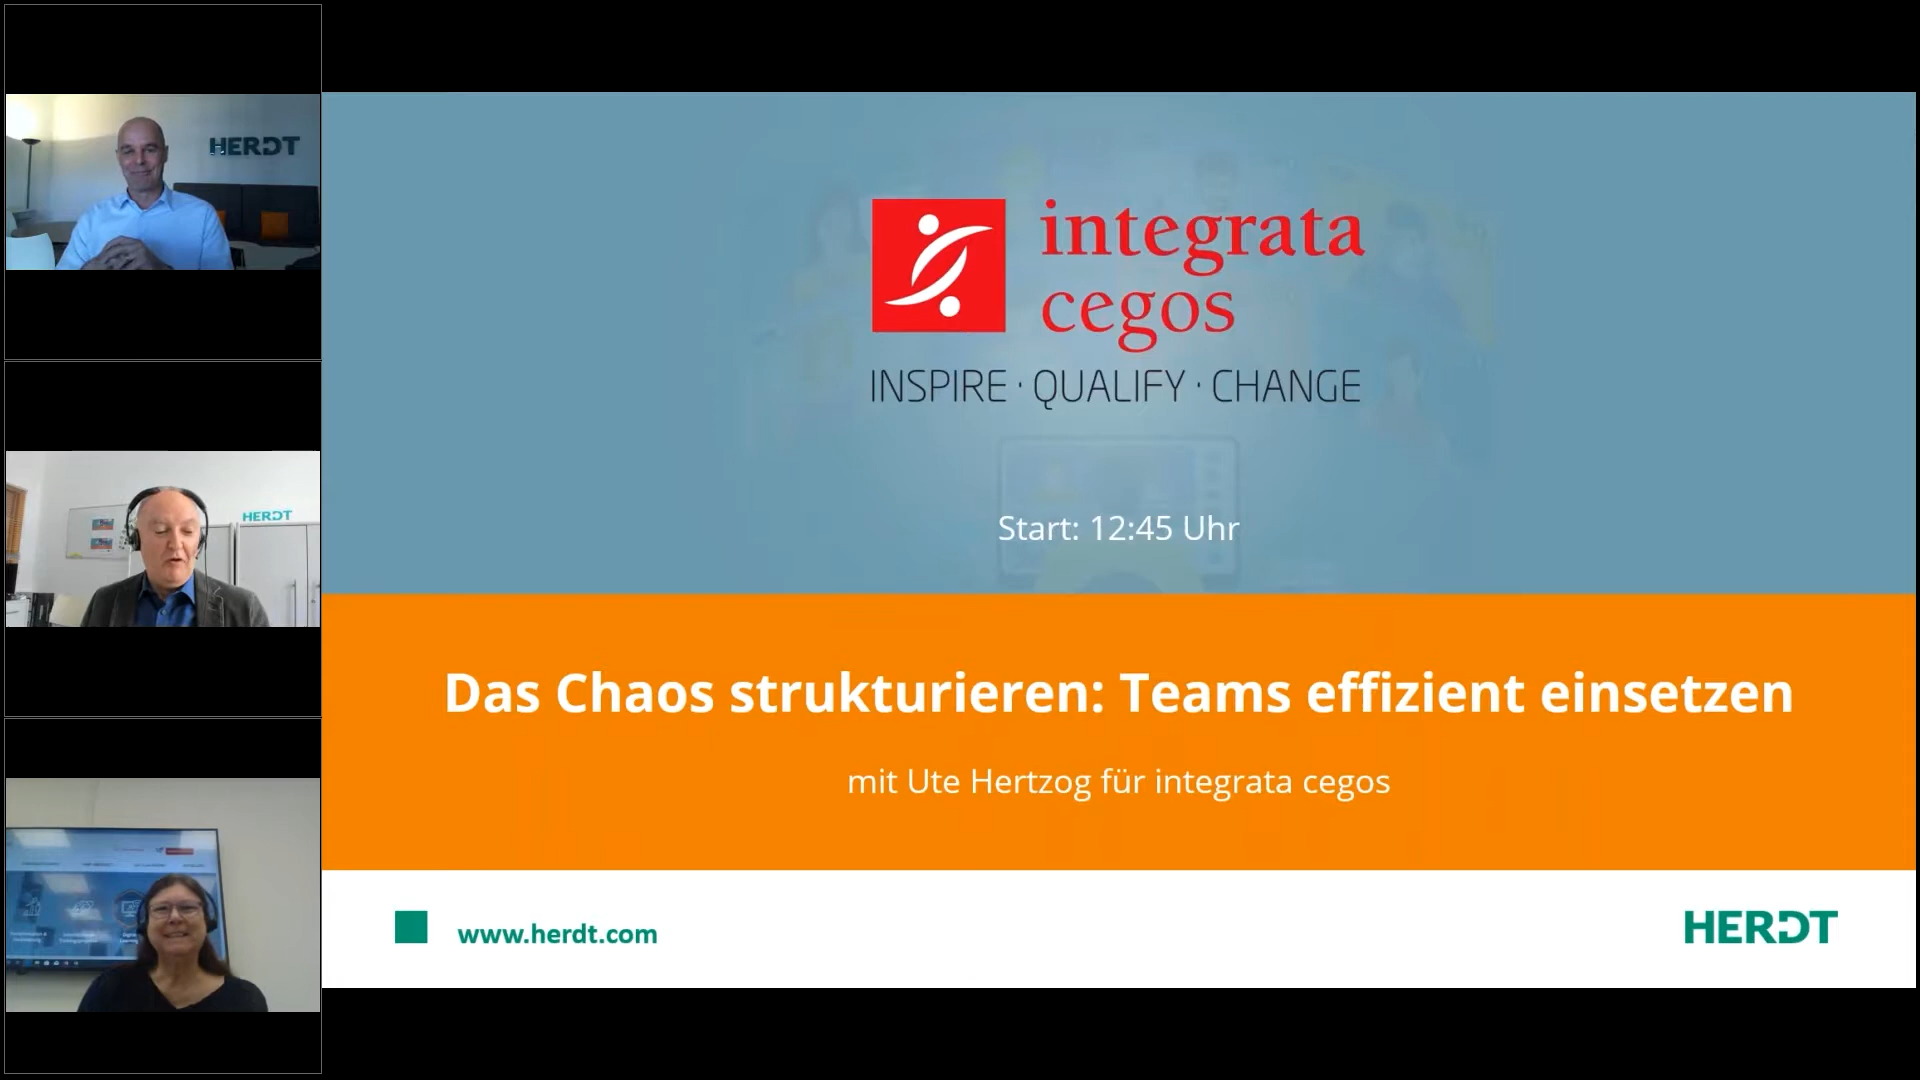 HERDT
HERDT
integrata
cegos
INSPIRE · QUALIFY · CHANGE
Start: 12:45 Uhr
Das Chaos strukturieren: Teams effizient einsetzen
mit Ute Hertzog für integrata cegos
www.herdt.com
HERDT